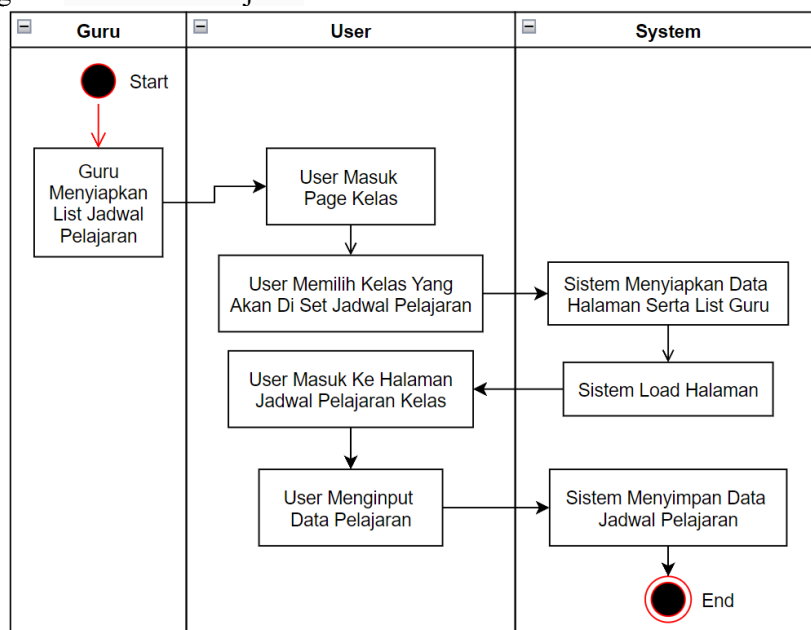 Guru
User
System
Start
Guru
Menyiapkan
List Jadwal
Pelajaran
User Masuk
Page Kelas
User Memilih Kelas Yang
Akan Di Set Jadwal Pelajaran
Sistem Menyiapkan Data
Halaman Serta List Guru
Sistem Load Halaman
User Masuk Ke Halaman
Jadwal Pelajaran Kelas
User Menginput
Data Pelajaran
Sistem Menyimpan Data
Jadwal Pelajaran
End